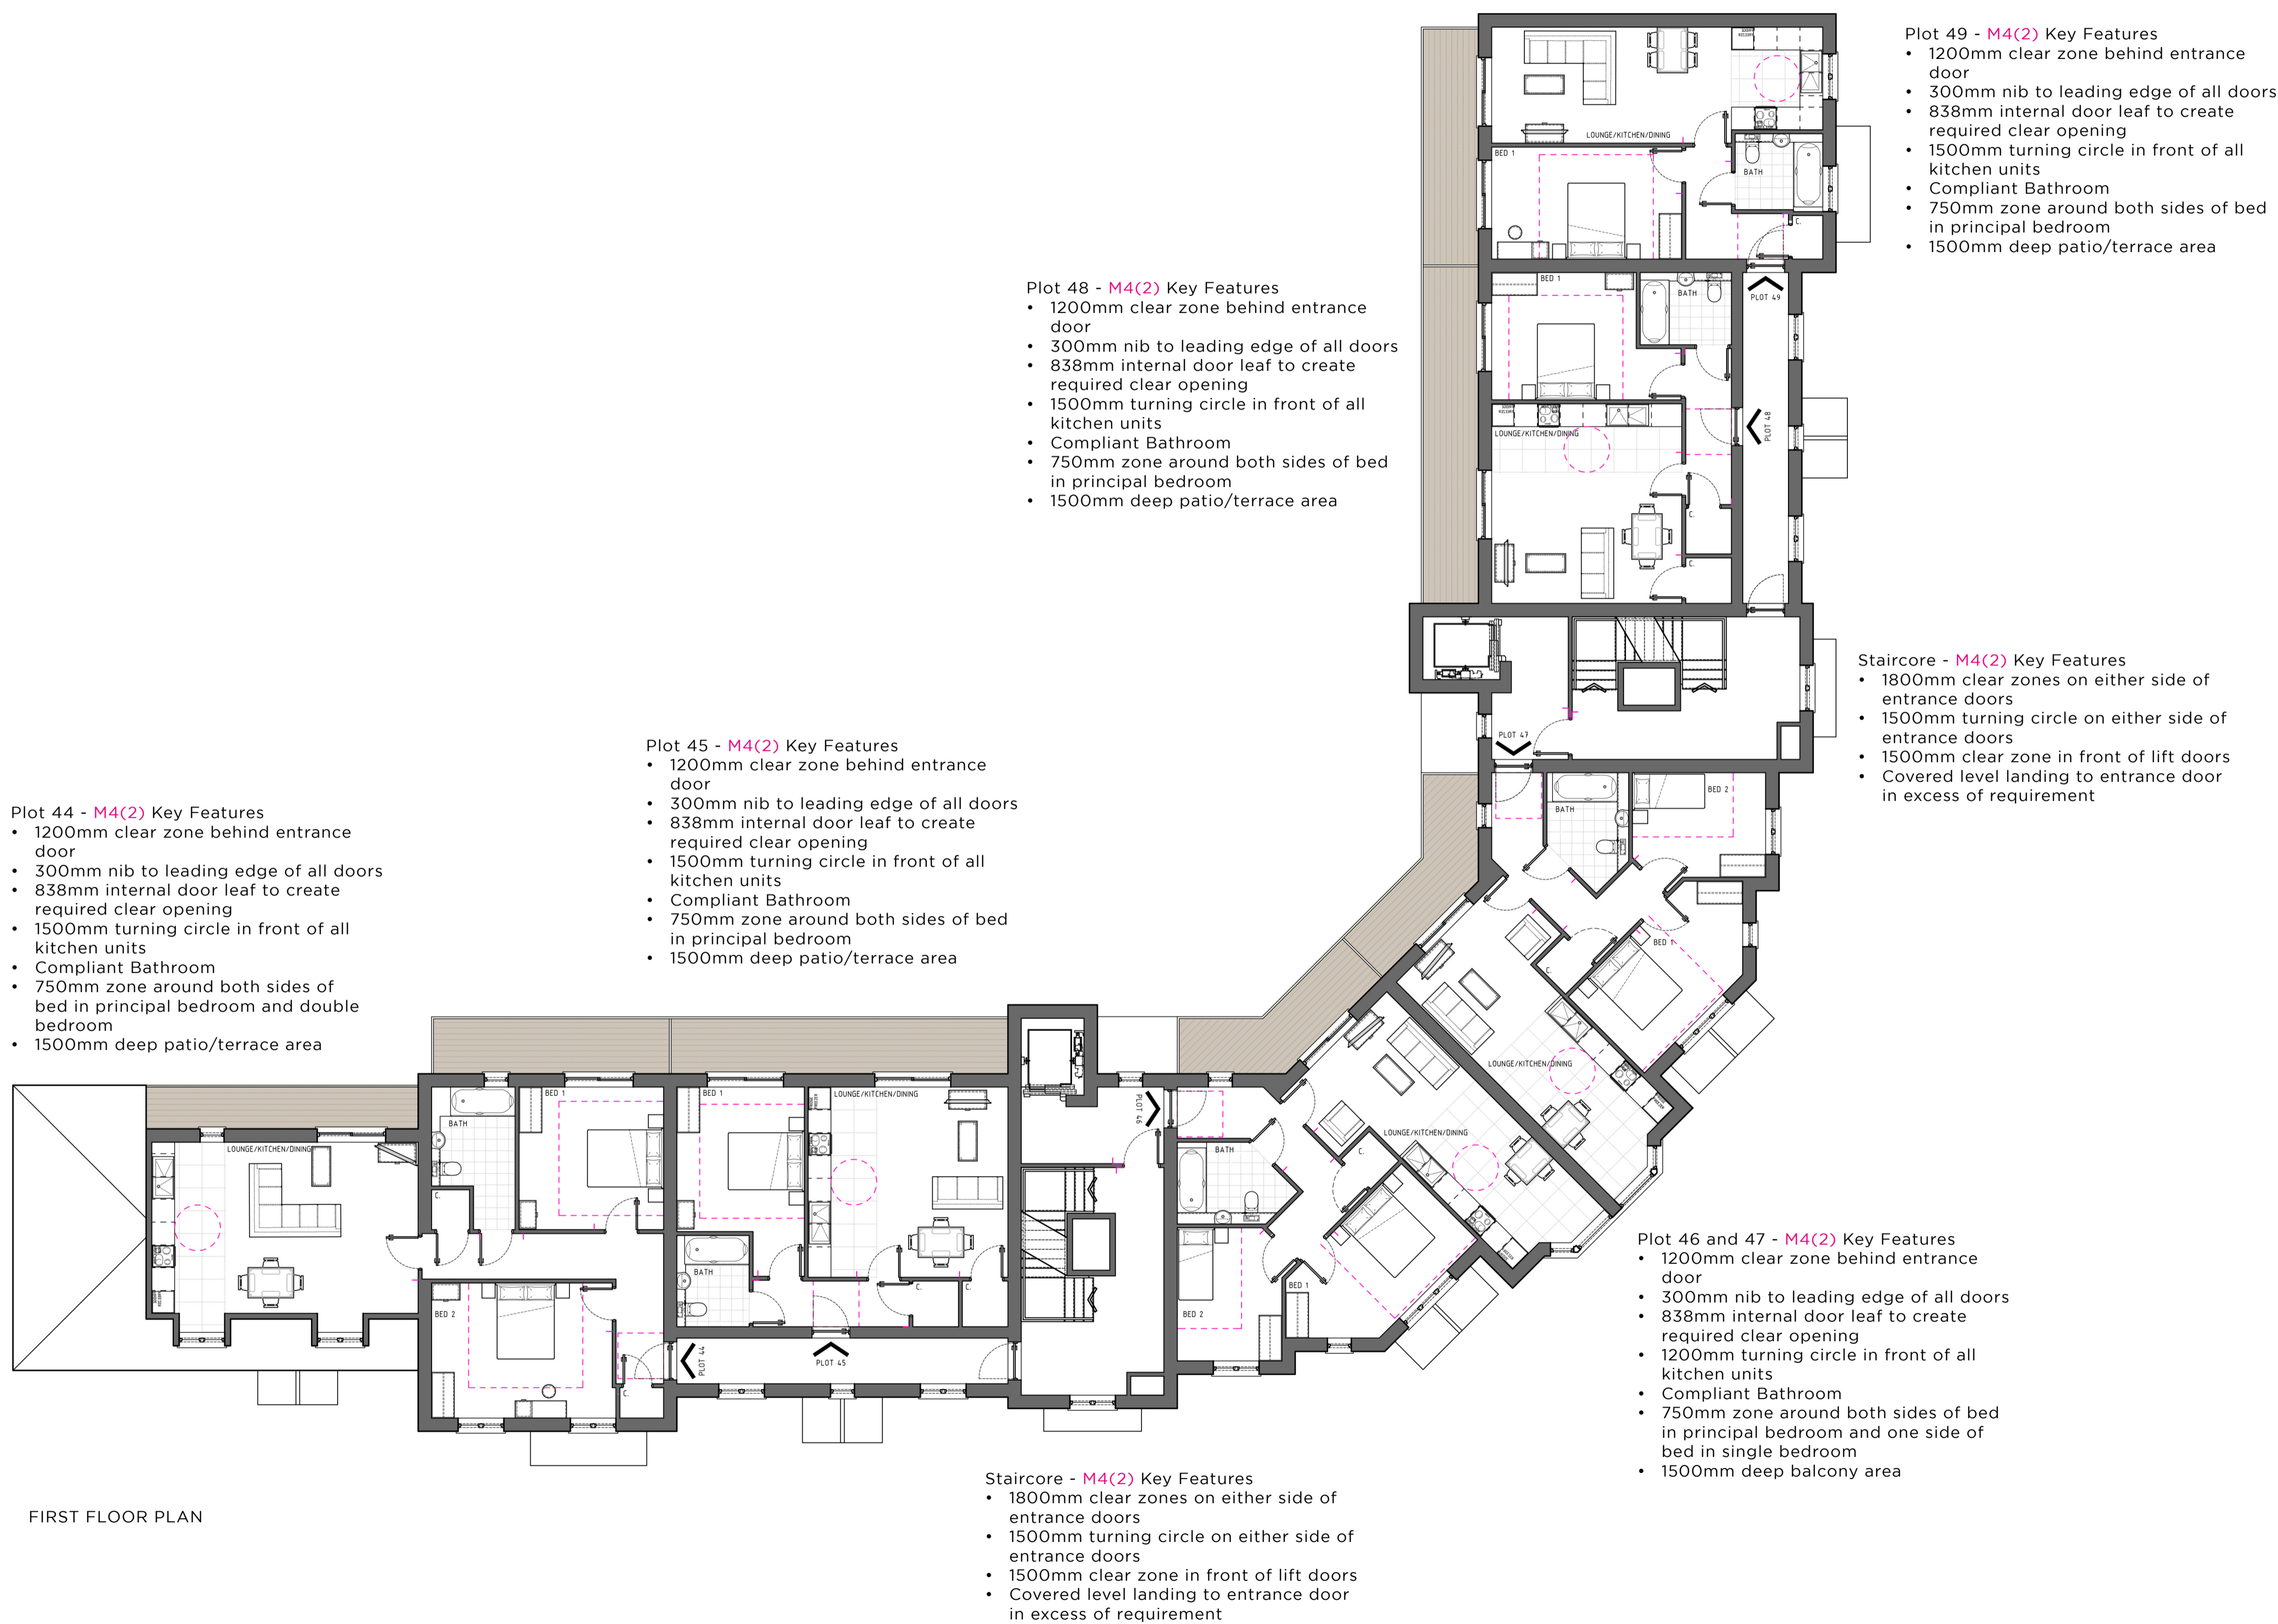 Plot 49 - M4(2) Key Features
• 1200mm clear zone behind entrance
door
• 300mm nib to leading edge of all doors
• 838mm internal door leaf to create
required clear opening
• 1500mm turning circle in front of all
kitchen units
• Compliant Bathroom
• 750mm zone around both sides of bed
in principal bedroom
• 1500mm deep patio/terrace area
LOUNGE/KITCHEN/DINING
BED 1
BATH
C.
PLOT 49
Plot 48 - M4(2) Key Features
• 1200mm clear zone behind entrance
door
• 300mm nib to leading edge of all doors
• 838mm internal door leaf to create
required clear opening
• 1500mm turning circle in front of all
kitchen units
• Compliant Bathroom
• 750mm zone around both sides of bed
in principal bedroom
• 1500mm deep patio/terrace area
BED 1
BATH
PLOT 48
LOUNGE/KITCHEN/DINING
C.
C.
Staircore - M4(2) Key Features
• 1800mm clear zones on either side of
entrance doors
• 1500mm turning circle on either side of
entrance doors
• 1500mm clear zone in front of lift doors
• Covered level landing to entrance door
in excess of requirement
PLOT 47
BATH
BED 2
BED 1
C.
LOUNGE/KITCHEN/DINING
Plot 45 - M4(2) Key Features
• 1200mm clear zone behind entrance
door
• 300mm nib to leading edge of all doors
• 838mm internal door leaf to create
required clear opening
• 1500mm turning circle in front of all
kitchen units
• Compliant Bathroom
• 750mm zone around both sides of bed
in principal bedroom
• 1500mm deep patio/terrace area
Plot 44 - M4(2) Key Features
• 1200mm clear zone behind entrance
door
• 300mm nib to leading edge of all doors
• 838mm internal door leaf to create
required clear opening
• 1500mm turning circle in front of all
kitchen units
• Compliant Bathroom
• 750mm zone around both sides of
bed in principal bedroom and double
bedroom
• 1500mm deep patio/terrace area
LOUNGE/KITCHEN/DINING
BATH
C.
BED 1
BED 2
C.
PLOT 44
BED 1
LOUNGE/KITCHEN/DINING
FRIDGE
FREEZER
BATH
C.
C.
PLOT 45
PLOT 46
BATH
C.
LOUNGE/KITCHEN/DINING
BED 1
BED 2
Plot 46 and 47 - M4(2) Key Features
• 1200mm clear zone behind entrance
door
• 300mm nib to leading edge of all doors
• 838mm internal door leaf to create
required clear opening
• 1200mm turning circle in front of all
kitchen units
• Compliant Bathroom
• 750mm zone around both sides of bed
in principal bedroom and one side of
bed in single bedroom
• 1500mm deep balcony area
Staircore - M4(2) Key Features
• 1800mm clear zones on either side of
entrance doors
• 1500mm turning circle on either side of
entrance doors
• 1500mm clear zone in front of lift doors
• Covered level landing to entrance door
in excess of requirement
FIRST FLOOR PLAN